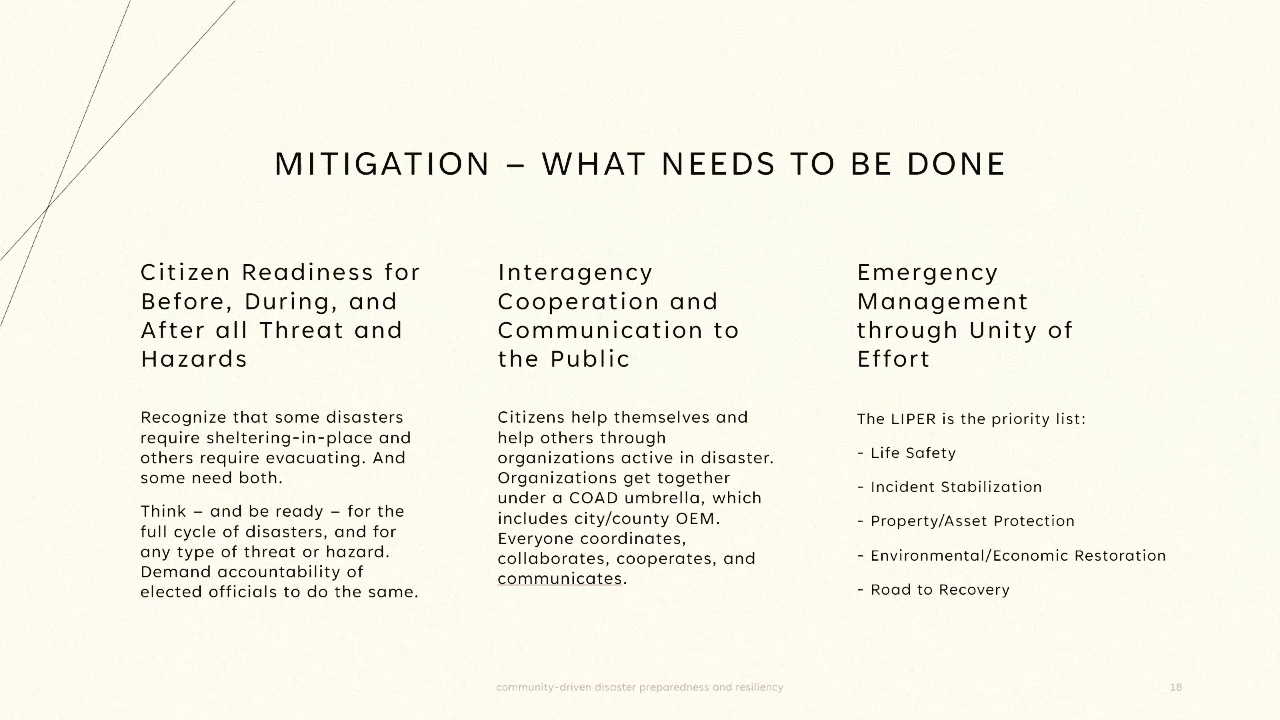 MITIGATION – WHAT NEEDS TO BE DONE
Citizen Readiness for
Before, During, and
After all Threat and
Hazards
Recognize that some disasters
require sheltering-in-place and
others require evacuating. And
some need both.
Think – and be ready – for the
full cycle of disasters, and for
any type of threat or hazard.
Demand accountability of
elected officials to do the same.
Interagency
Cooperation and
Communication to
the Public
Citizens help themselves and
help others through
organizations active in disaster.
Organizations get together
under a COAD umbrella, which
includes city/county OEM.
Everyone coordinates,
collaborates, cooperates, and
communicates.
Emergency
Management
through Unity of
Effort
The LIPER is the priority list:
- Life Safety
- Incident Stabilization
- Property/Asset Protection
- Environmental/Economic Restoration
- Road to Recovery
community-driven disaster preparedness and resiliency
18